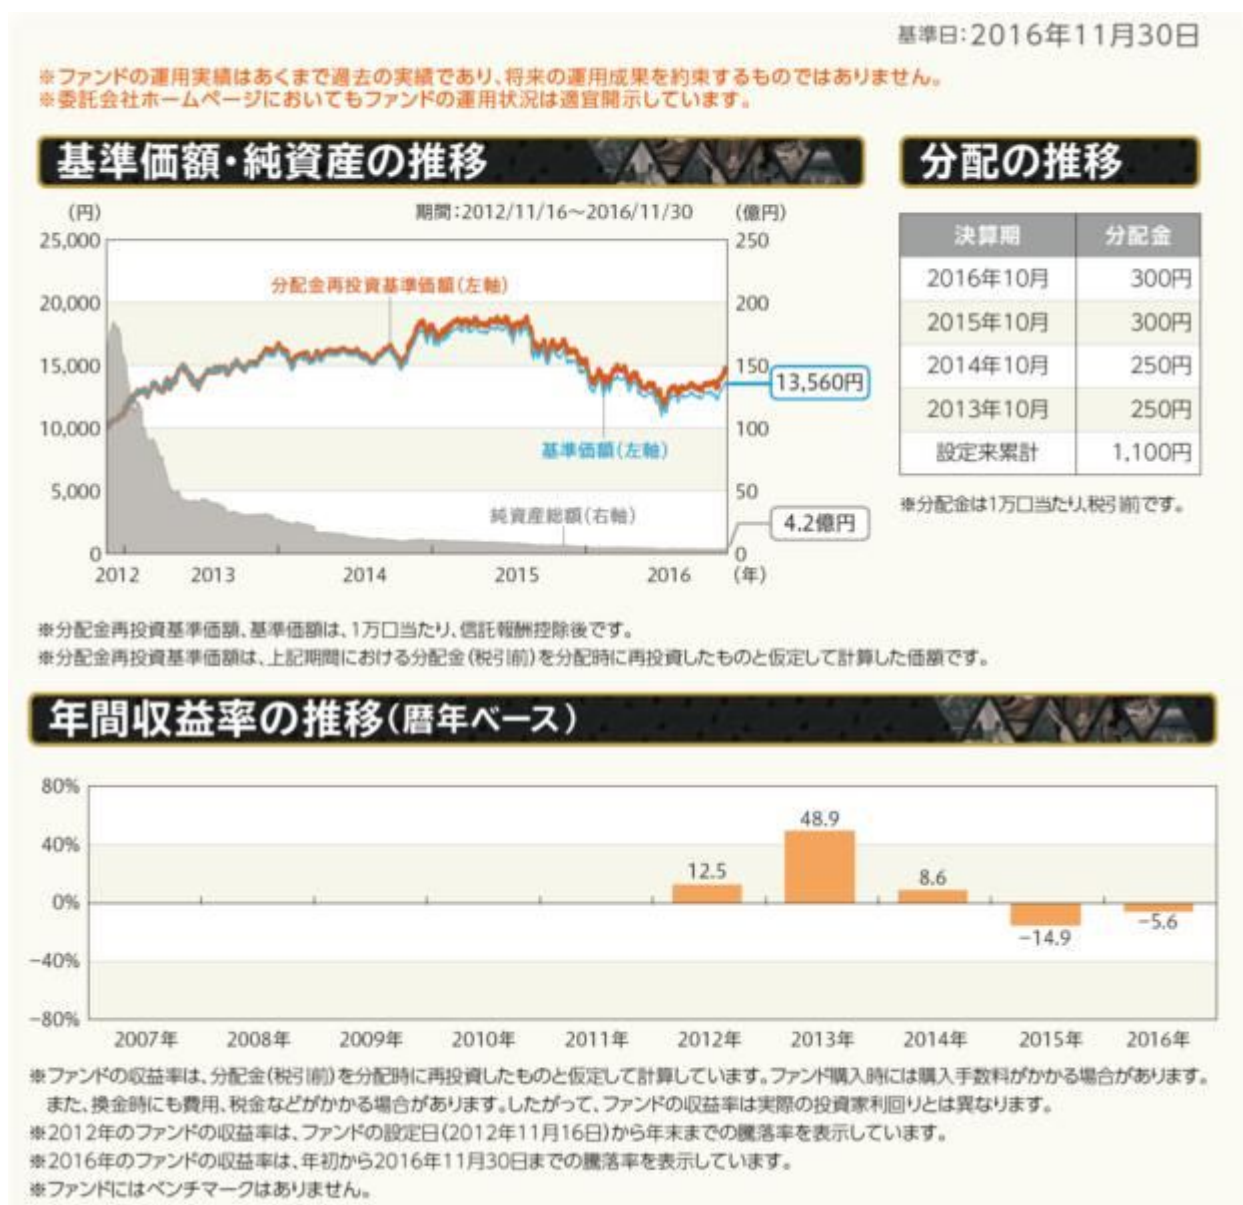 基準日:2016年11月30日
※ファンドの運用実績はあくまで過去の実績であり、将来の運用成果を約束するものではありません。
※委託会社ホームページにおいてもファンドの運用状況は適宜開示しています。
基準価額・純資産の推移
(円)
期間:2012/11/16～2016/11/30
(億円)
25,000
250
分配金再投資基準価額(左軸)
20,000
200
15,000
150
13,560円
10,000
100
基準価額(左軸)
5,000
50
純資産総額(右軸)
4.2億円
0
0
2012
2013
2014
2015
2016
(年)
分配の推移
決算期 分配金
2016年10月 300円
2015年10月 300円
2014年10月 250円
2013年10月 250円
設定来累計 1,100円
※分配金は1万口当たり、税引前です。
※分配金再投資基準価額、基準価額は、1万口当たり、信託報酬控除後です。
※分配金再投資基準価額は、上記期間における分配金(税引前)を分配時に再投資したものと仮定して計算した価額です。
年間収益率の推移(暦年ベース)
80%
40%
0%
−40%
−80%
12.5
48.9
8.6
−14.9
−5.6
2007年
2008年
2009年
2010年
2011年
2012年
2013年
2014年
2015年
2016年
※ファンドの収益率は、分配金(税引前)を分配時に再投資したものと仮定して計算しています。ファンド購入時には購入手数料がかかる場合があります。
また、換金時にも費用、税金などがかかる場合があります。したがって、ファンドの収益率は実際の投資家利回りとは異なります。
※2012年のファンドの収益率は、ファンドの設定日(2012年11月16日)から年末までの騰落率を表示しています。
※2016年のファンドの収益率は、年初から2016年11月30日までの騰落率を表示しています。
※ファンドにはベンチマークはありません。